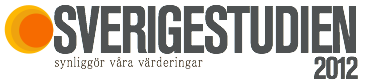 SVERIGESTUDIEN
synliggör våra värderingar
2012